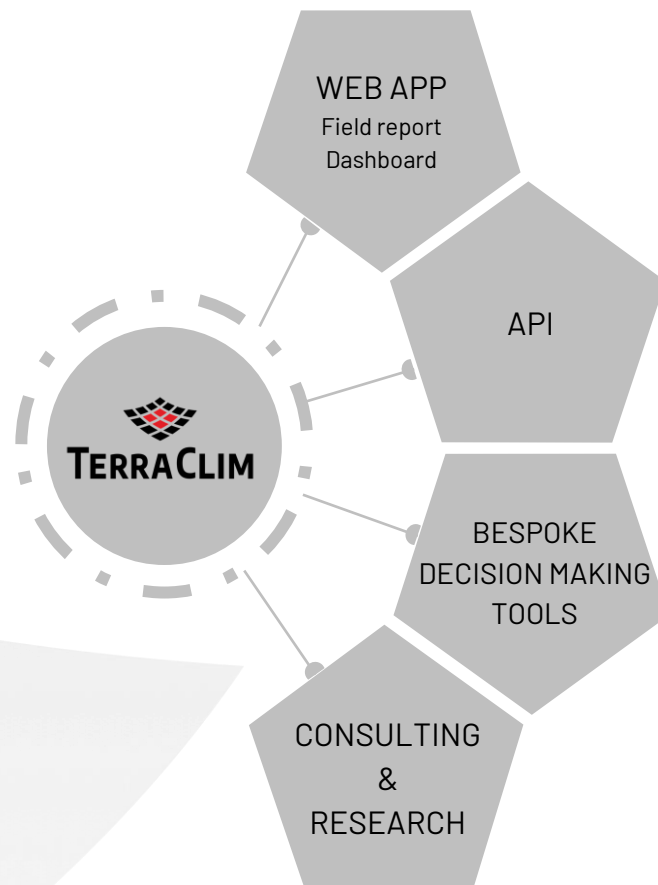 WEB APP
Field report
Dashboard
API
TERRACLIM
BESPOKE
DECISION MAKING
TOOLS
CONSULTING
&
RESEARCH